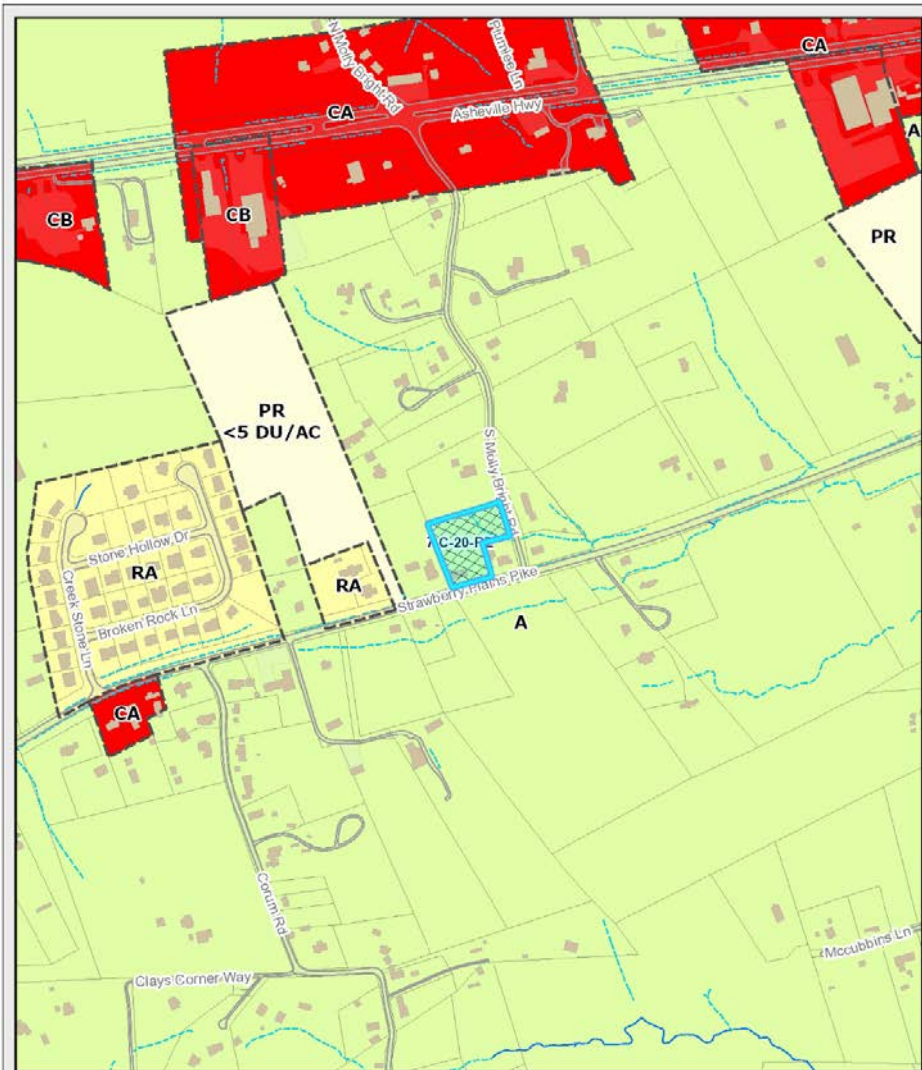 N Molly Bright Rd
Plumlee Ln
CA
CA
Asheville Hwy
A
CB
CB
PR
PR
<5 DU/AC
S Molly Bright Rd
Stone Hollow Dr
RA
Creek Stone Ln
Broken Rock Ln
RA
Strawberry Plains Pike
A
CA
Corum Rd
Mccubbins Ln
Clays Corner Way